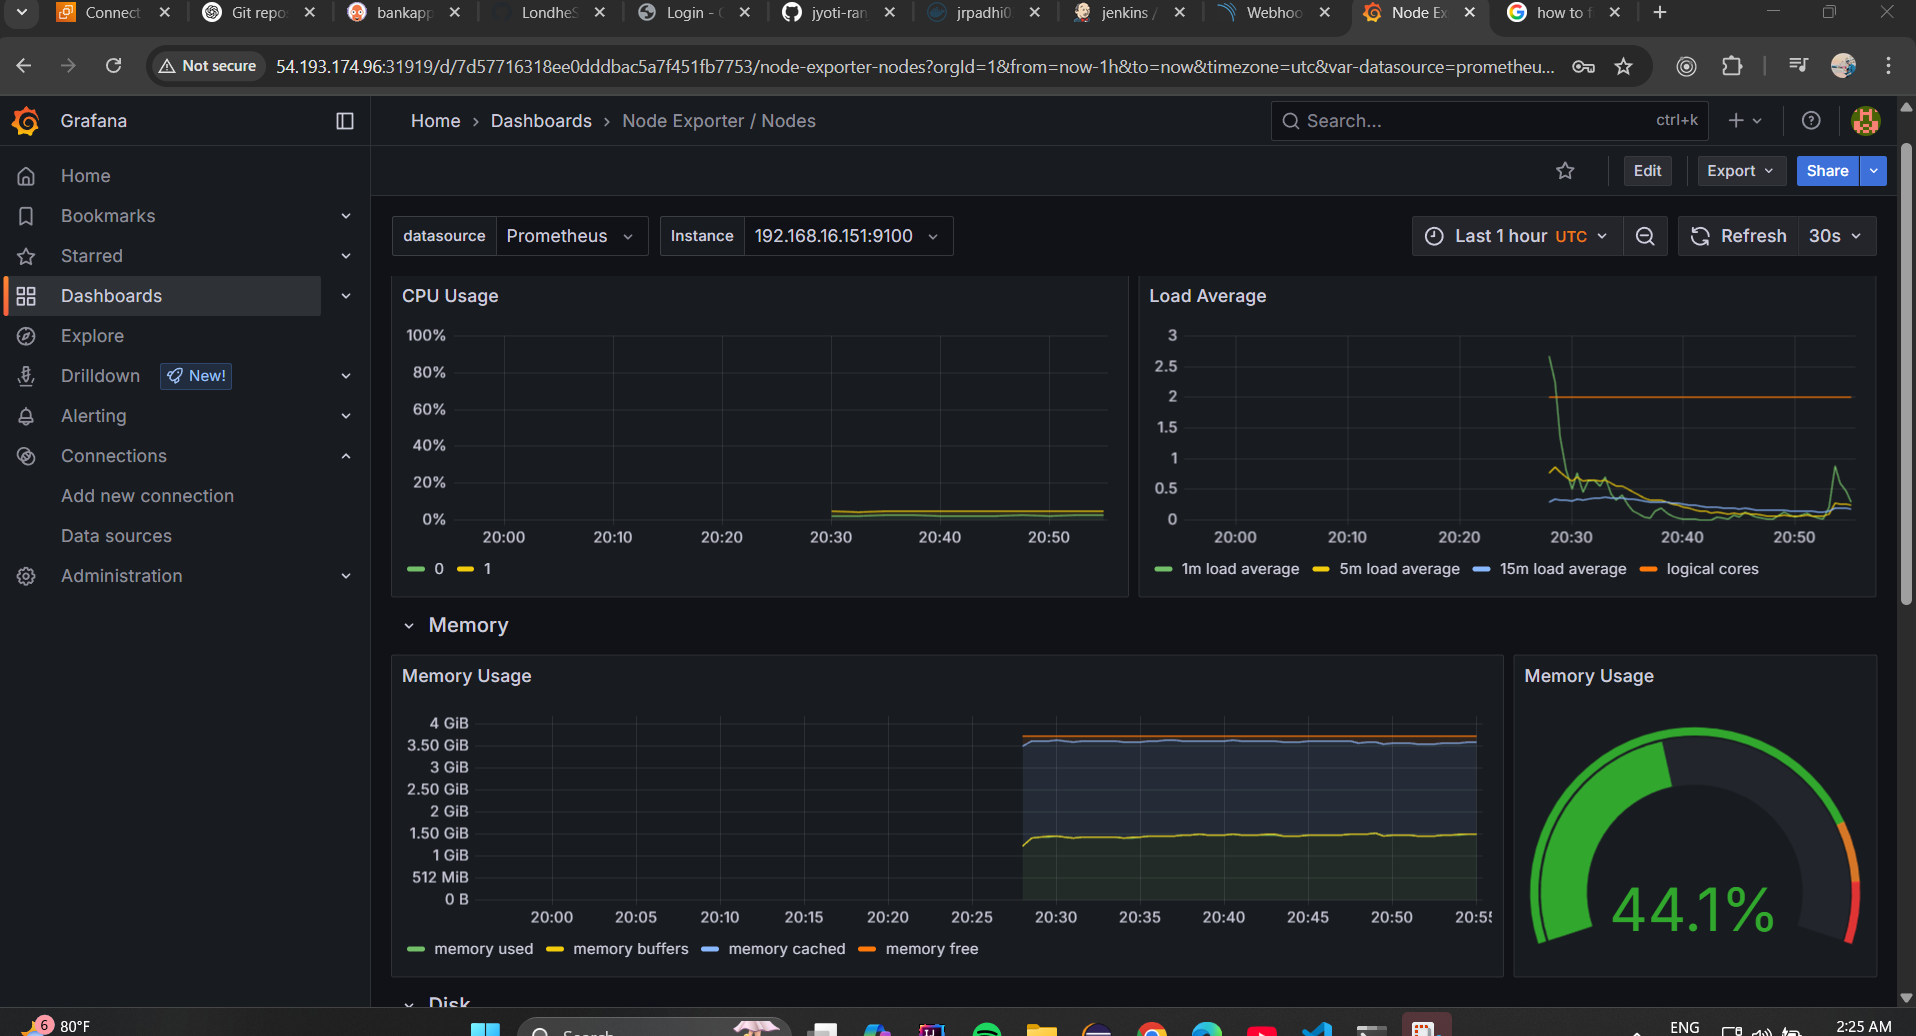 Connect
Git repo
bankapp
LondheS
Login -
jyoti-ran
jrpadhi0
jenkins /
Webhoo
Node Ex
how to f
Not secure
54.193.174.96:31919/d/7d57716318ee0dddbac5a7f451fb7753/node-exporter-nodes?orgId=1&from=now-1h&to=now&timezone=utc&var-datasource=prometheu...
Grafana
Home › Dashboards › Node Exporter / Nodes
Search...
ctrl+k
Edit
Export
Share
Home
Bookmarks
Starred
Dashboards
Explore
Drilldown
New!
Alerting
Connections
Add new connection
Data sources
Administration
datasource
Prometheus
Instance
192.168.16.151:9100
Last 1 hour UTC
Refresh
30s
CPU Usage
100%
80%
60%
40%
20%
0%
20:00 20:10 20:20 20:30 20:40 20:50
0 1
Load Average
3
2.5
2
1.5
1
0.5
0
20:00 20:10 20:20 20:30 20:40 20:50
1m load average 5m load average 15m load average logical cores
Memory
Memory Usage
4 GiB
3.50 GiB
3 GiB
2.50 GiB
2 GiB
1.50 GiB
1 GiB
512 MiB
0 B
20:00 20:05 20:10 20:15 20:20 20:25 20:30 20:35 20:40 20:45 20:50 20:55
memory used memory buffers memory cached memory free
Memory Usage
44.1%
Disk
6
80°F
Search
ENG
2:25 AM